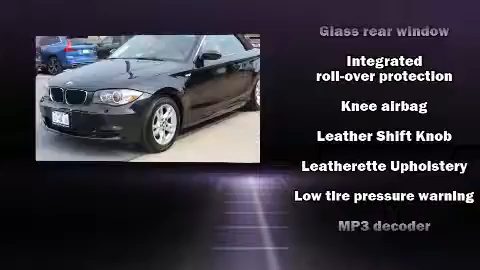 Glass rear window
Integrated
roll-over protection
Knee airbag
Leather Shift Knob
Leatherette Upholstery
Low tire pressure warning
MP3 decoder